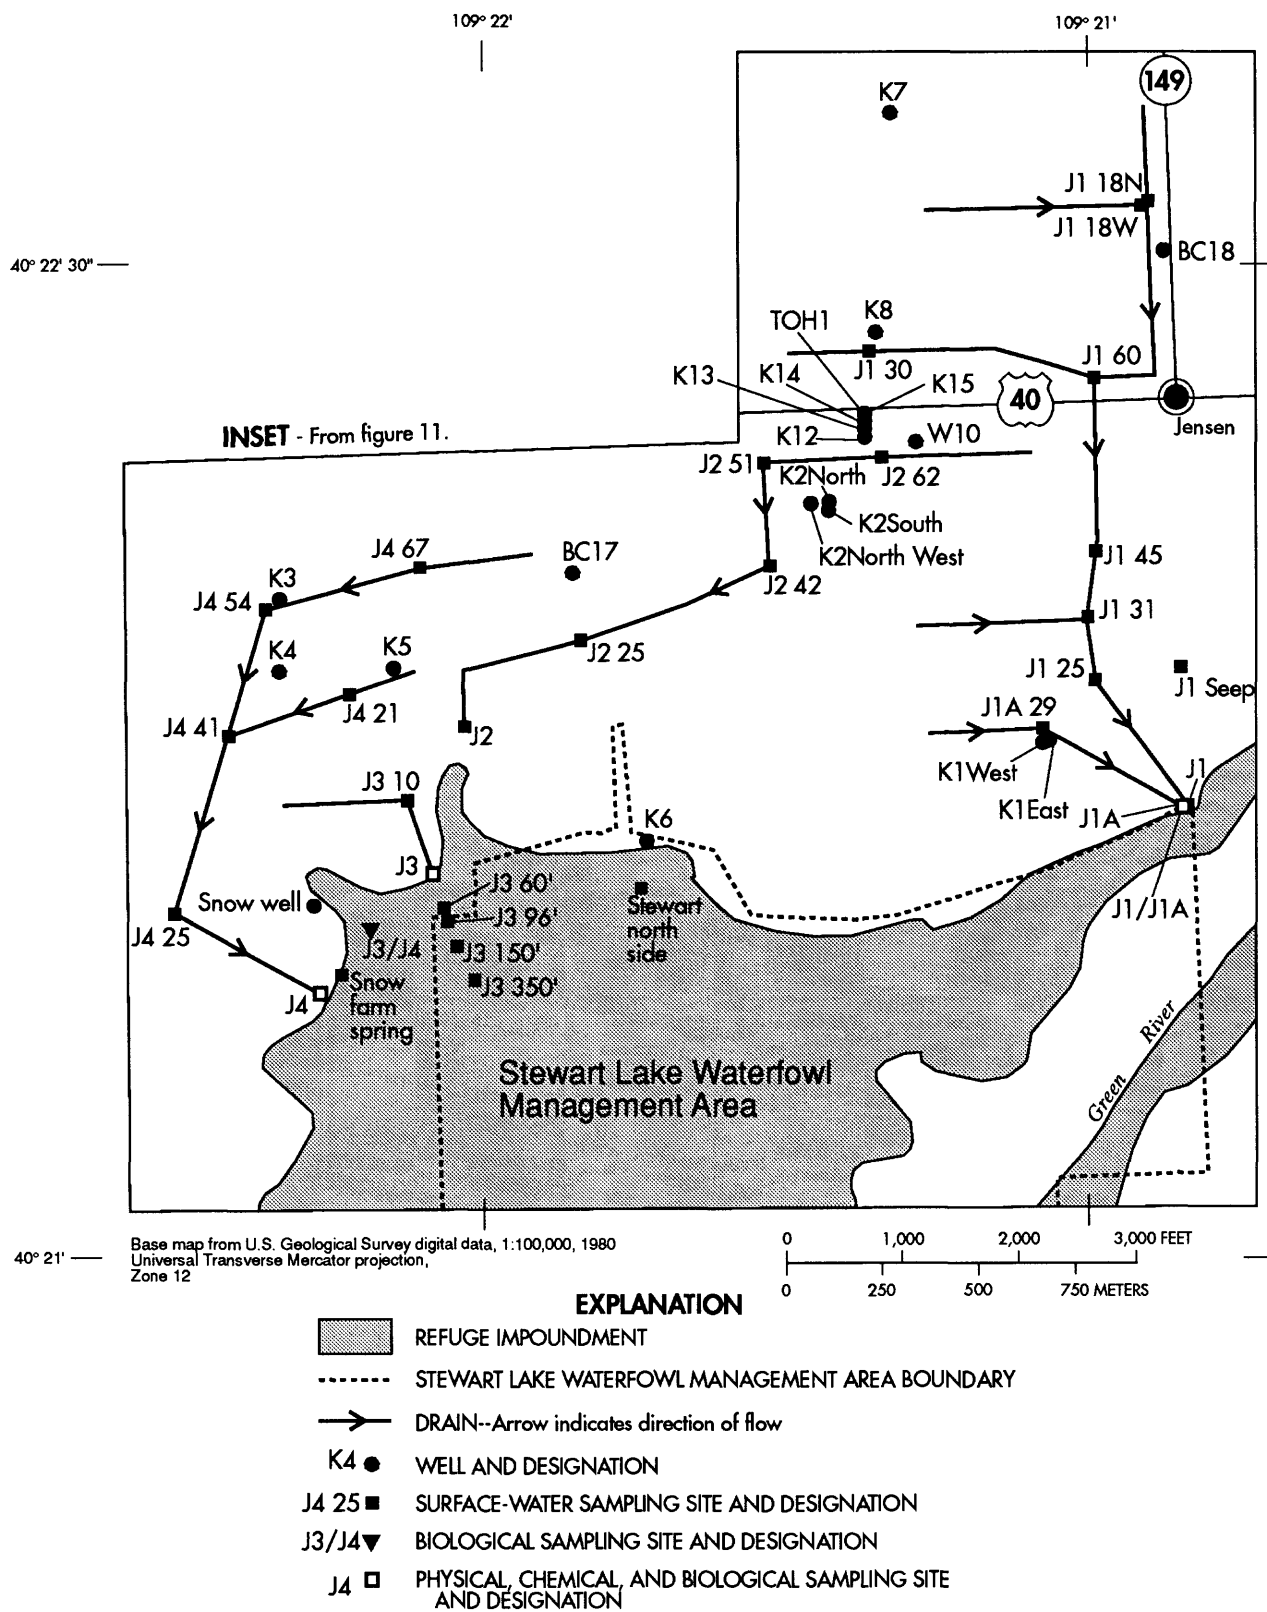 109° 22'
109° 21'
149
K7
J1 18N
J1 18W
BC18
40° 22' 30"
K8
TOH1
J1 30
J1 60
K13
K14
K15
40
Jensen
INSET - From figure 11.
K12
W10
J2 51
K2North
J2 62
K2South
K2North West
J4 67
BC17
J1 45
K3
J2 42
J4 54
J1 31
K4
K5
J2 25
J1 25
J1 Seep
J4 21
J1A 29
J4 41
J2
K1West
J1
J3 10
K1East
J1A
K6
J3
J3 60'
Snow well
J3 96'
Stewart
north
side
J1/J1A
J4 25
J3/J4
J3 150'
J3 350'
Snow
farm
spring
J4
Green River
Stewart Lake Waterfowl
Management Area
40° 21'
Base map from U.S. Geological Survey digital data, 1:100,000, 1980
Universal Transverse Mercator projection,
Zone 12
0 1,000 2,000 3,000 FEET
0 250 500 750 METERS
EXPLANATION
REFUGE IMPOUNDMENT
STEWART LAKE WATERFOWL MANAGEMENT AREA BOUNDARY
DRAIN--Arrow indicates direction of flow
K4 WELL AND DESIGNATION
J4 25 SURFACE-WATER SAMPLING SITE AND DESIGNATION
J3/J4 BIOLOGICAL SAMPLING SITE AND DESIGNATION
J4 PHYSICAL, CHEMICAL, AND BIOLOGICAL SAMPLING SITE
AND DESIGNATION